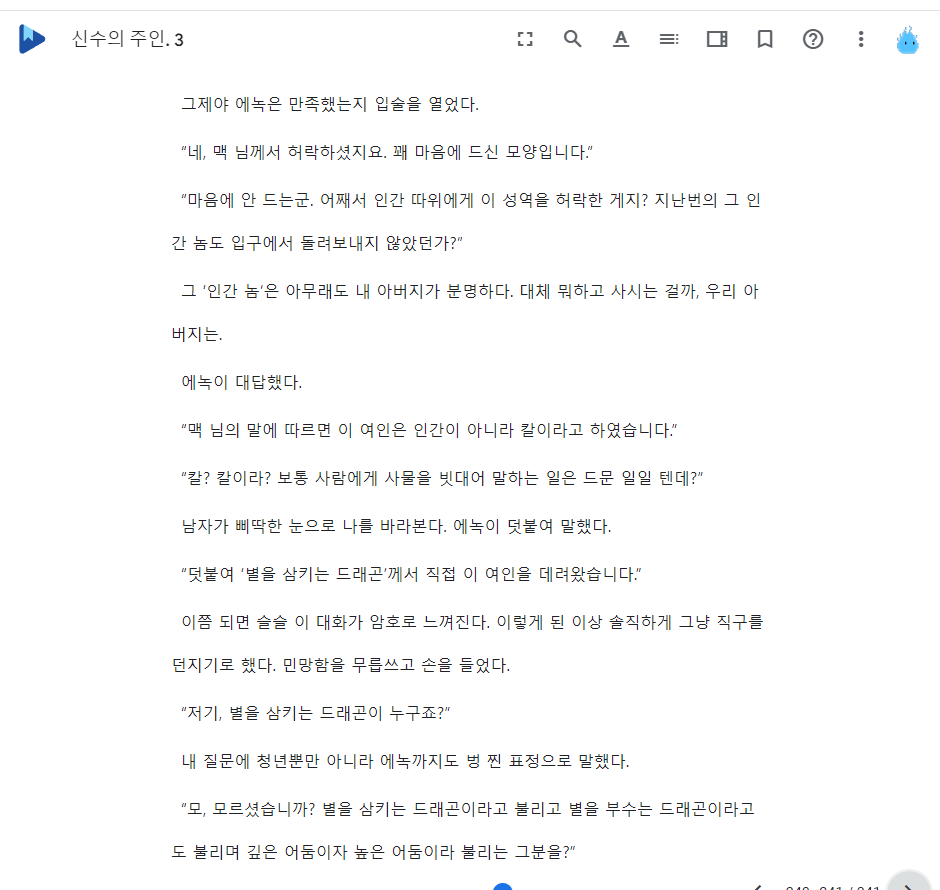 신수의 주인. 3
그제야 에녹은 만족했는지 입술을 열었다.
“네, 맥 님께서 허락하셨지요. 꽤 마음에 드신 모양입니다.”
“마음에 안 드는군. 어째서 인간 따위에게 이 성역을 허락한 게지? 지난번의 그 인
간 놈도 입구에서 돌려보내지 않았던가?”
그 ‘인간 놈’은 아무래도 내 아버지가 분명하다. 대체 뭐하고 사시는 걸까, 우리 아
버지는.
에녹이 대답했다.
“맥 님의 말에 따르면 이 여인은 인간이 아니라 칼이라고 하였습니다.”
“칼? 칼이라? 보통 사람에게 사물을 빗대어 말하는 일은 드문 일일 텐데?”
남자가 삐딱한 눈으로 나를 바라본다. 에녹이 덧붙여 말했다.
“덧붙여 ‘별을 삼키는 드래곤’께서 직접 이 여인을 데려왔습니다.”
이쯤 되면 슬슬 이 대화가 암호로 느껴진다. 이렇게 된 이상 솔직하게 그냥 직구를
던지기로 했다. 민망함을 무릅쓰고 손을 들었다.
“저기, 별을 삼키는 드래곤이 누구죠?”
내 질문에 청년뿐만 아니라 에녹까지도 벙 찐 표정으로 말했다.
“모, 모르셨습니까? 별을 삼키는 드래곤이라고 불리고 별을 부수는 드래곤이라고
도 불리며 깊은 어둠이자 높은 어둠이라 불리는 그분을?”